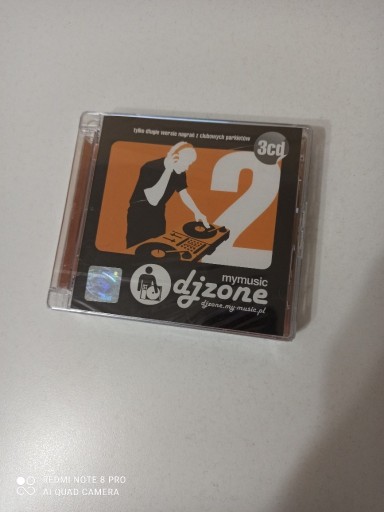 tylko długie wersje nagrań z clubowych parkietów
3cd
2
mymusic
djzone
djzone.my-music.pl
REDMI NOTE 8 PRO
AI QUAD CAMERA